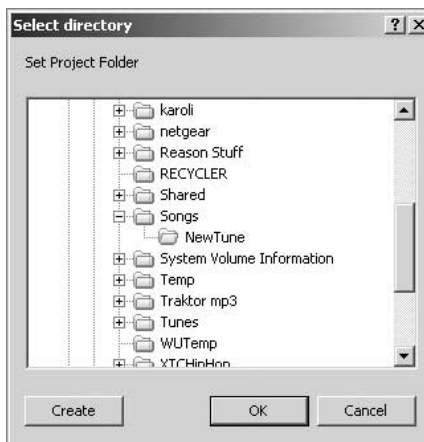 Select directory
Set Project Folder
karoli
netgear
Reason Stuff
RECYCLER
Shared
Songs
NewTune
System Volume Information
Temp
Traktor mp3
Tunes
WUTemp
XTCHipHop
Create OK Cancel